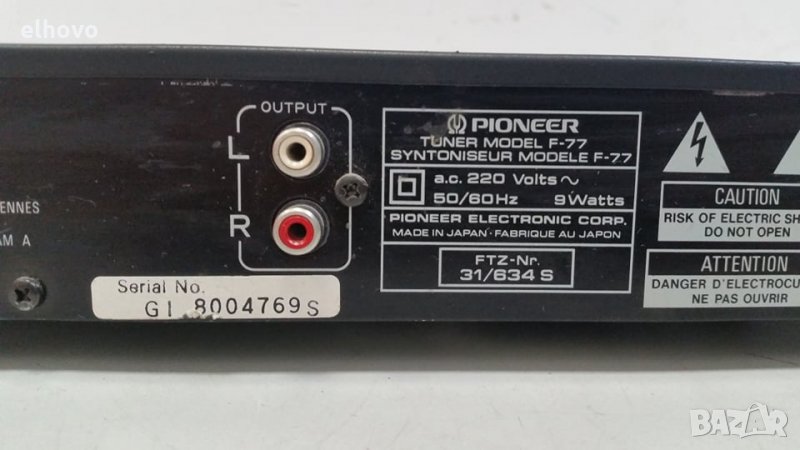 elhovo
OUTPUT
L
R
AM A
Serial No.
GI 8004769 S
PIONEER
TUNER MODEL F-77
SYNTONISEUR MODELE F-77
a.c. 220 Volts ~
50/60Hz 9Watts
PIONEER ELECTRONIC CORP.
MADE IN JAPAN · FABRIQUE AU JAPON
FTZ-Nr.
31/634 S
CAUTION
RISK OF ELECTRIC SH
DO NOT OPEN
ATTENTION
DANGER D'ELECTROCU
NE PAS OUVRIR
BAZAR